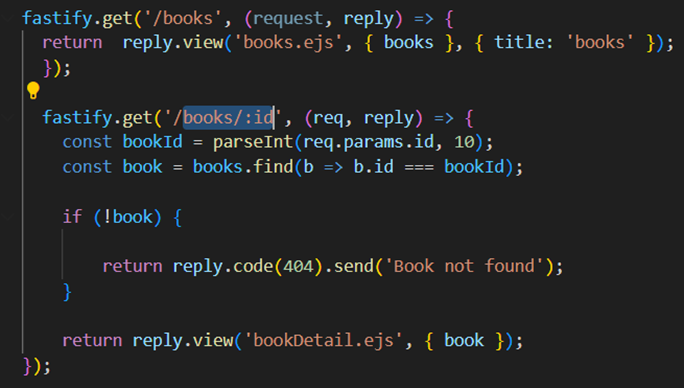 fastify.get('/books', (request, reply) => {
return  reply.view('books.ejs', { books }, { title: 'books' });
});
fastify.get('/books/:id', (req, reply) => {
const bookId = parseInt(req.params.id, 10);
const book = books.find(b => b.id === bookId);
if (!book) {
return reply.code(404).send('Book not found');
}
return reply.view('bookDetail.ejs', { book });
});